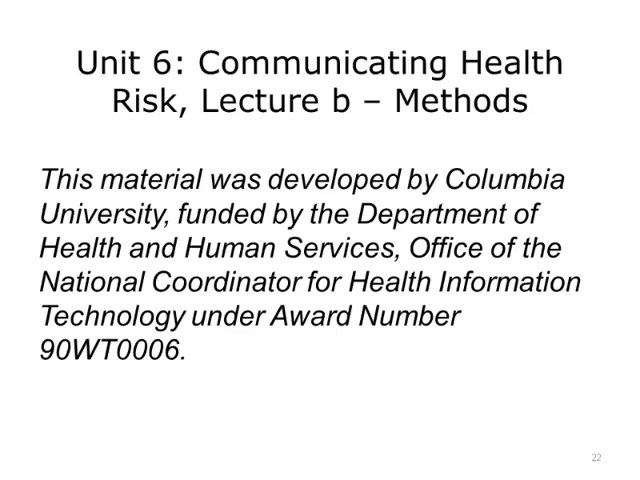 Unit 6: Communicating Health
Risk, Lecture b – Methods
This material was developed by Columbia
University, funded by the Department of
Health and Human Services, Office of the
National Coordinator for Health Information
Technology under Award Number
90WT0006.
22